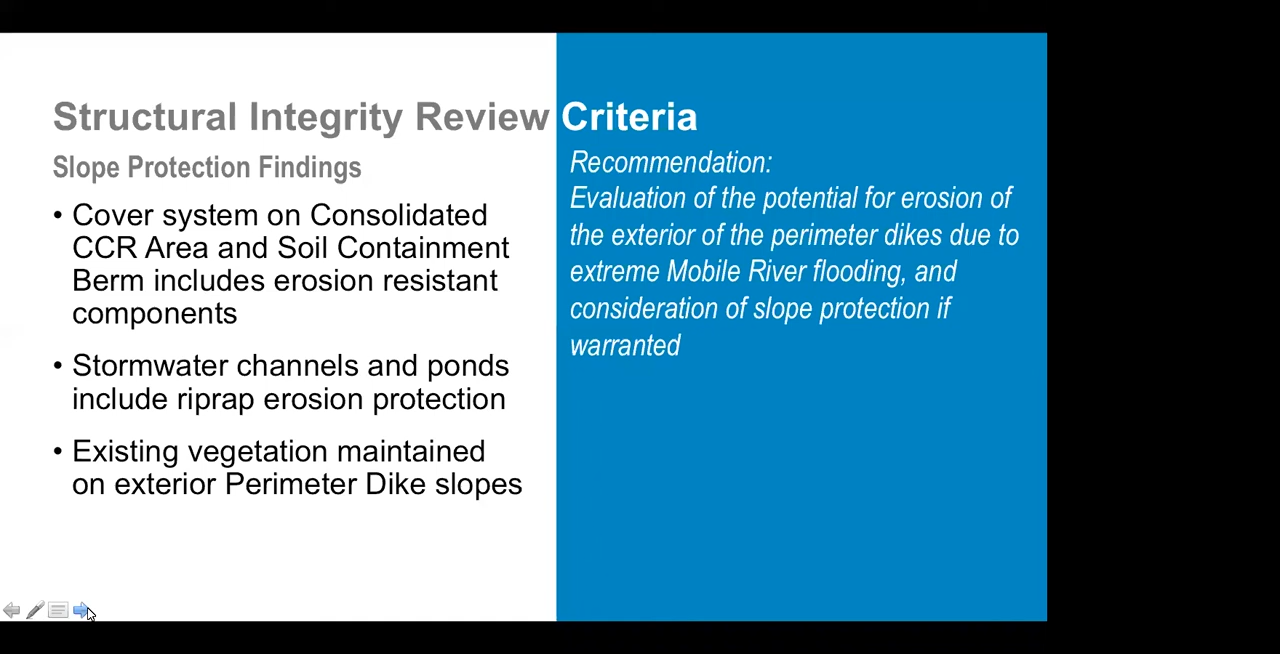 Structural Integrity Review Criteria
Slope Protection Findings
• Cover system on Consolidated
CCR Area and Soil Containment
Berm includes erosion resistant
components
• Stormwater channels and ponds
include riprap erosion protection
• Existing vegetation maintained
on exterior Perimeter Dike slopes
Recommendation:
Evaluation of the potential for erosion of
the exterior of the perimeter dikes due to
extreme Mobile River flooding, and
consideration of slope protection if
warranted